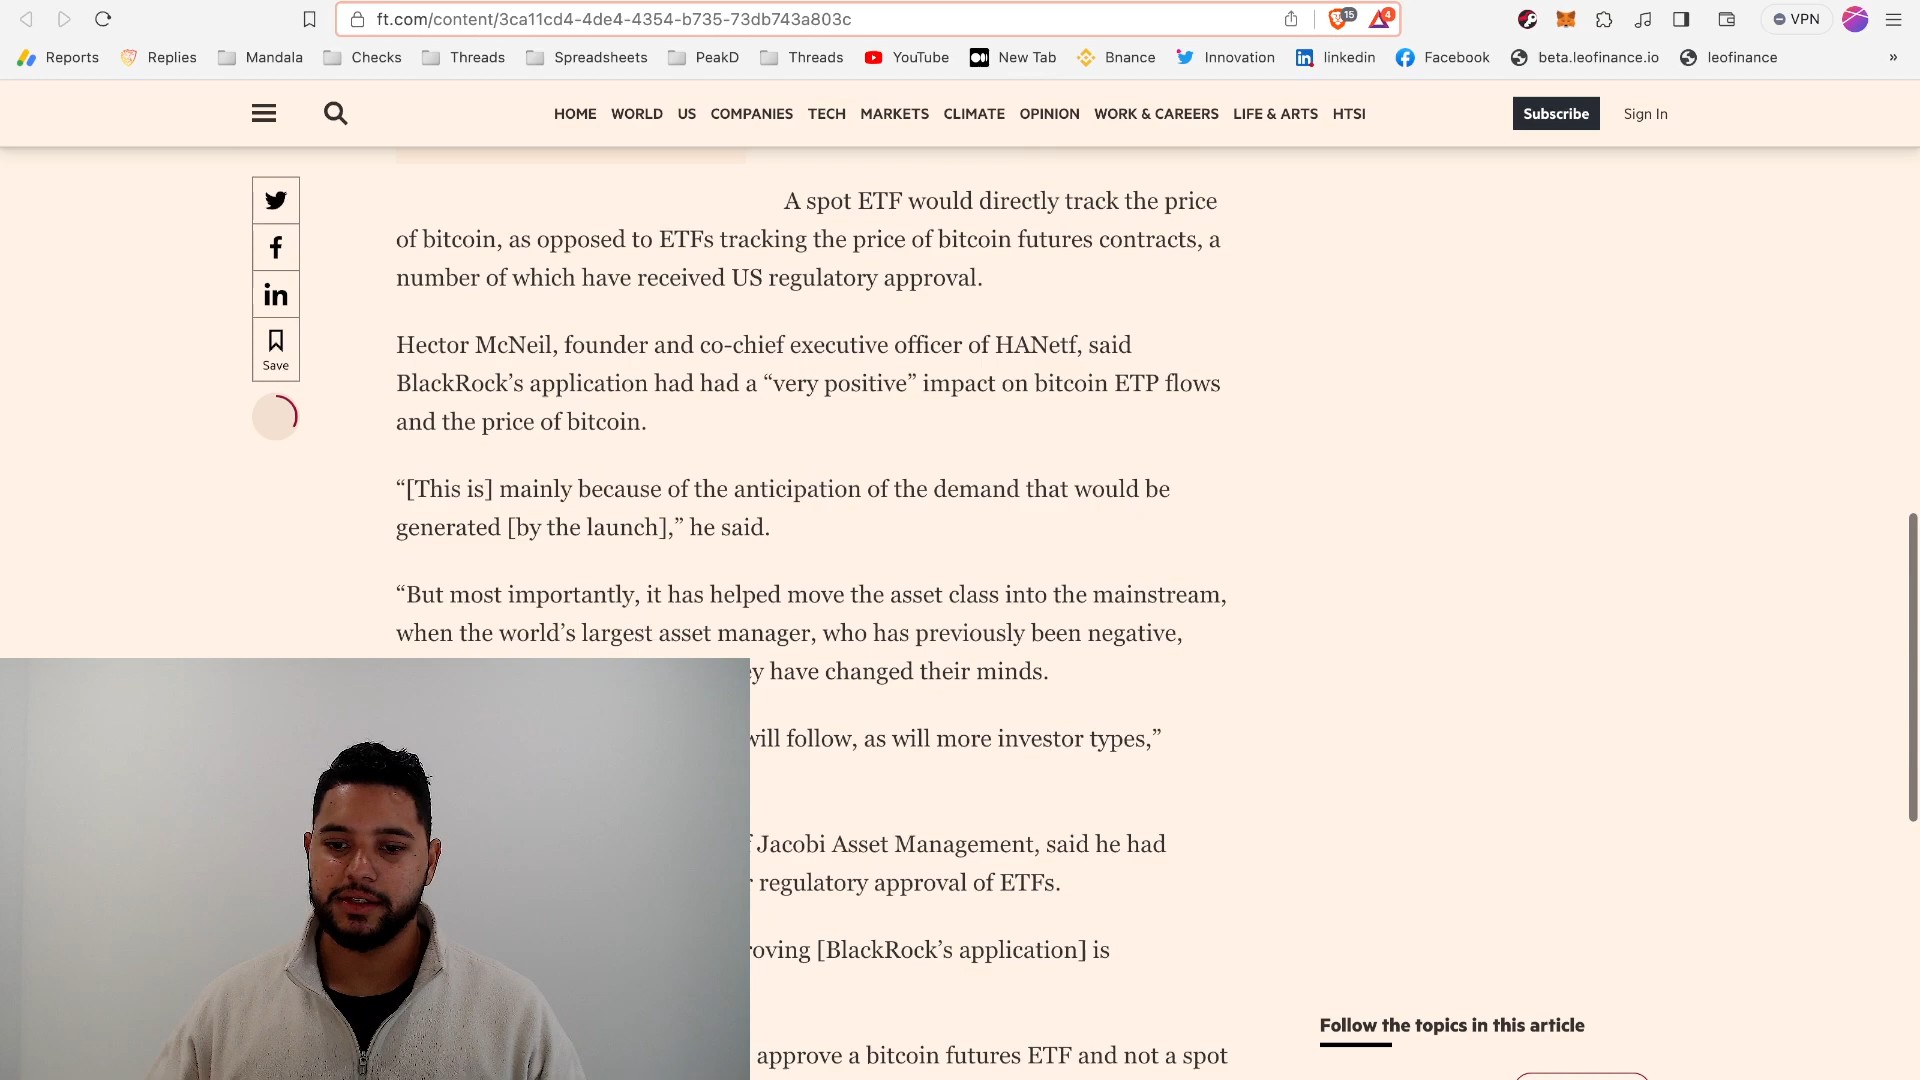 ft.com/content/3ca11cd4-4de4-4354-b735-73db743a803c
15
4
VPN
Reports Replies Mandala Checks Threads Spreadsheets PeakD Threads YouTube New Tab Bnance Innovation linkedin Facebook beta.leofinance.io leofinance »
HOME WORLD US COMPANIES TECH MARKETS CLIMATE OPINION WORK & CAREERS LIFE & ARTS HTSI
Subscribe Sign In
A spot ETF would directly track the price
of bitcoin, as opposed to ETFs tracking the price of bitcoin futures contracts, a
number of which have received US regulatory approval.
Save
Hector McNeil, founder and co-chief executive officer of HANetf, said
BlackRock’s application had had a “very positive” impact on bitcoin ETP flows
and the price of bitcoin.
“[This is] mainly because of the anticipation of the demand that would be
generated [by the launch],” he said.
“But most importantly, it has helped move the asset class into the mainstream,
when the world’s largest asset manager, who has previously been negative,
have changed their minds.
will follow, as will more investor types,”
Jacobi Asset Management, said he had
regulatory approval of ETFs.
[BlackRock’s application] is
approve a bitcoin futures ETF and not a spot
Follow the topics in this article